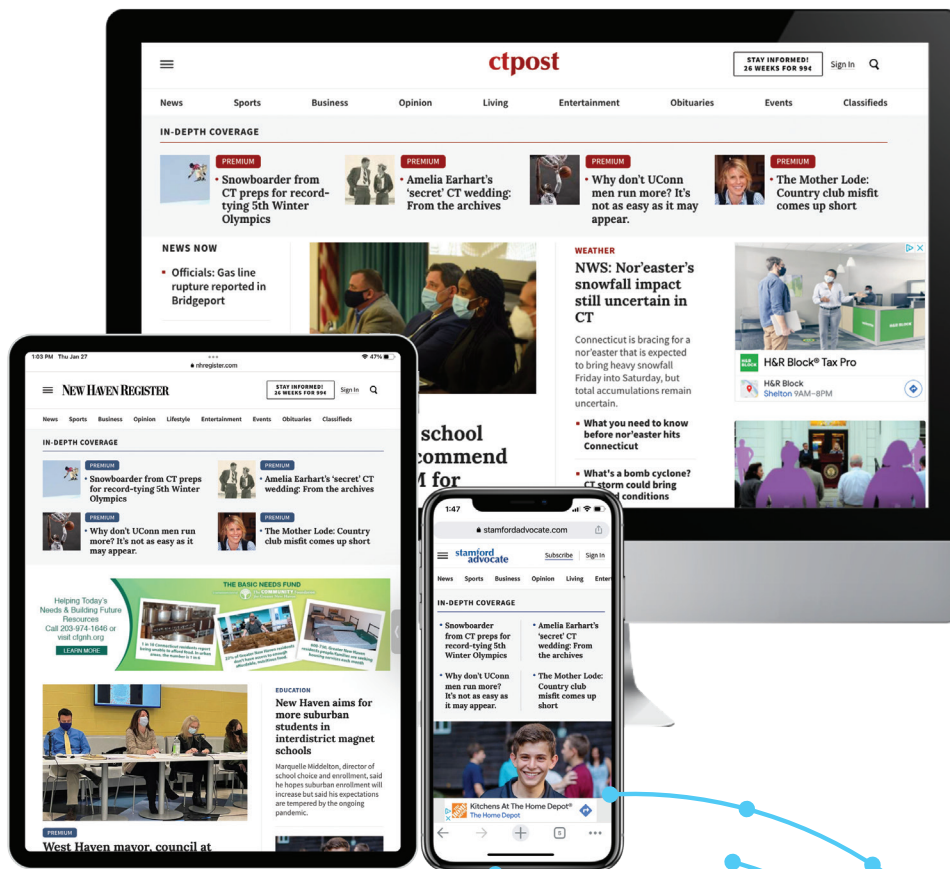 ctpost
STAY INFORMED!
26 WEEKS FOR 99¢
Sign In
News Sports Business Opinion Living Entertainment Obituaries Events Classifieds
IN-DEPTH COVERAGE
PREMIUM
• Snowboarder from
CT preps for record-
tying 5th Winter
Olympics
PREMIUM
• Amelia Earhart's
'secret' CT wedding:
From the archives
PREMIUM
• Why don't UConn
men run more? It's
not as easy as it may
appear.
PREMIUM
• The Mother Lode:
Country club misfit
comes up short
NEWS NOW
• Officials: Gas line
rupture reported in
Bridgeport
WEATHER
NWS: Nor'easter's
snowfall impact
still uncertain in
CT
Connecticut is bracing for a
nor'easter that is expected
to bring heavy snowfall
Friday into Saturday, but
total accumulations remain
uncertain.
• What you need to know
before nor'easter hits
Connecticut
• What's a bomb cyclone?
CT storm could bring
conditions
H&R BLOCK
H&R Block® Tax Pro
H&R Block
Shelton 9AM–8PM
school
commend
M for
1:03 PM Thu Jan 27
47%
nhregister.com
NEW HAVEN REGISTER
STAY INFORMED!
26 WEEKS FOR 99¢
Sign In
News Sports Business Opinion Lifestyle Entertainment Events Obituaries Classifieds
IN-DEPTH COVERAGE
PREMIUM
• Snowboarder from CT preps
for record-tying 5th Winter
Olympics
PREMIUM
• Amelia Earhart's 'secret' CT
wedding: From the archives
PREMIUM
• Why don't UConn men run
more? It's not as easy as it
may appear.
PREMIUM
• The Mother Lode: Country
club misfit comes up short
Helping Today's
Needs & Building Future
Resources
Call 203-974-1646 or
visit cfgnh.org
LEARN MORE
THE BASIC NEEDS FUND
The COMMUNITY Foundation
EDUCATION
New Haven aims for
more suburban
students in
interdistrict magnet
schools
Marquelle Middelton, director of
school choice and enrollment, said
he hopes suburban enrollment will
increase but said his expectations
are tempered by the ongoing
pandemic.
PREMIUM
West Haven mayor, council at
1:47
stamfordadvocate.com
stamford
advocate
Subscribe
Sign In
News Sports Business Opinion Living Enter
IN-DEPTH COVERAGE
• Snowboarder
from CT preps for
record-tying 5th
Winter Olympics
• Amelia Earhart's
'secret' CT
wedding: From
the archives
• Why don't UConn
men run more?
It's not as easy as
it may appear.
• The Mother Lode:
Country club
misfit comes up
short
Kitchens At The Home Depot®
The Home Depot
5